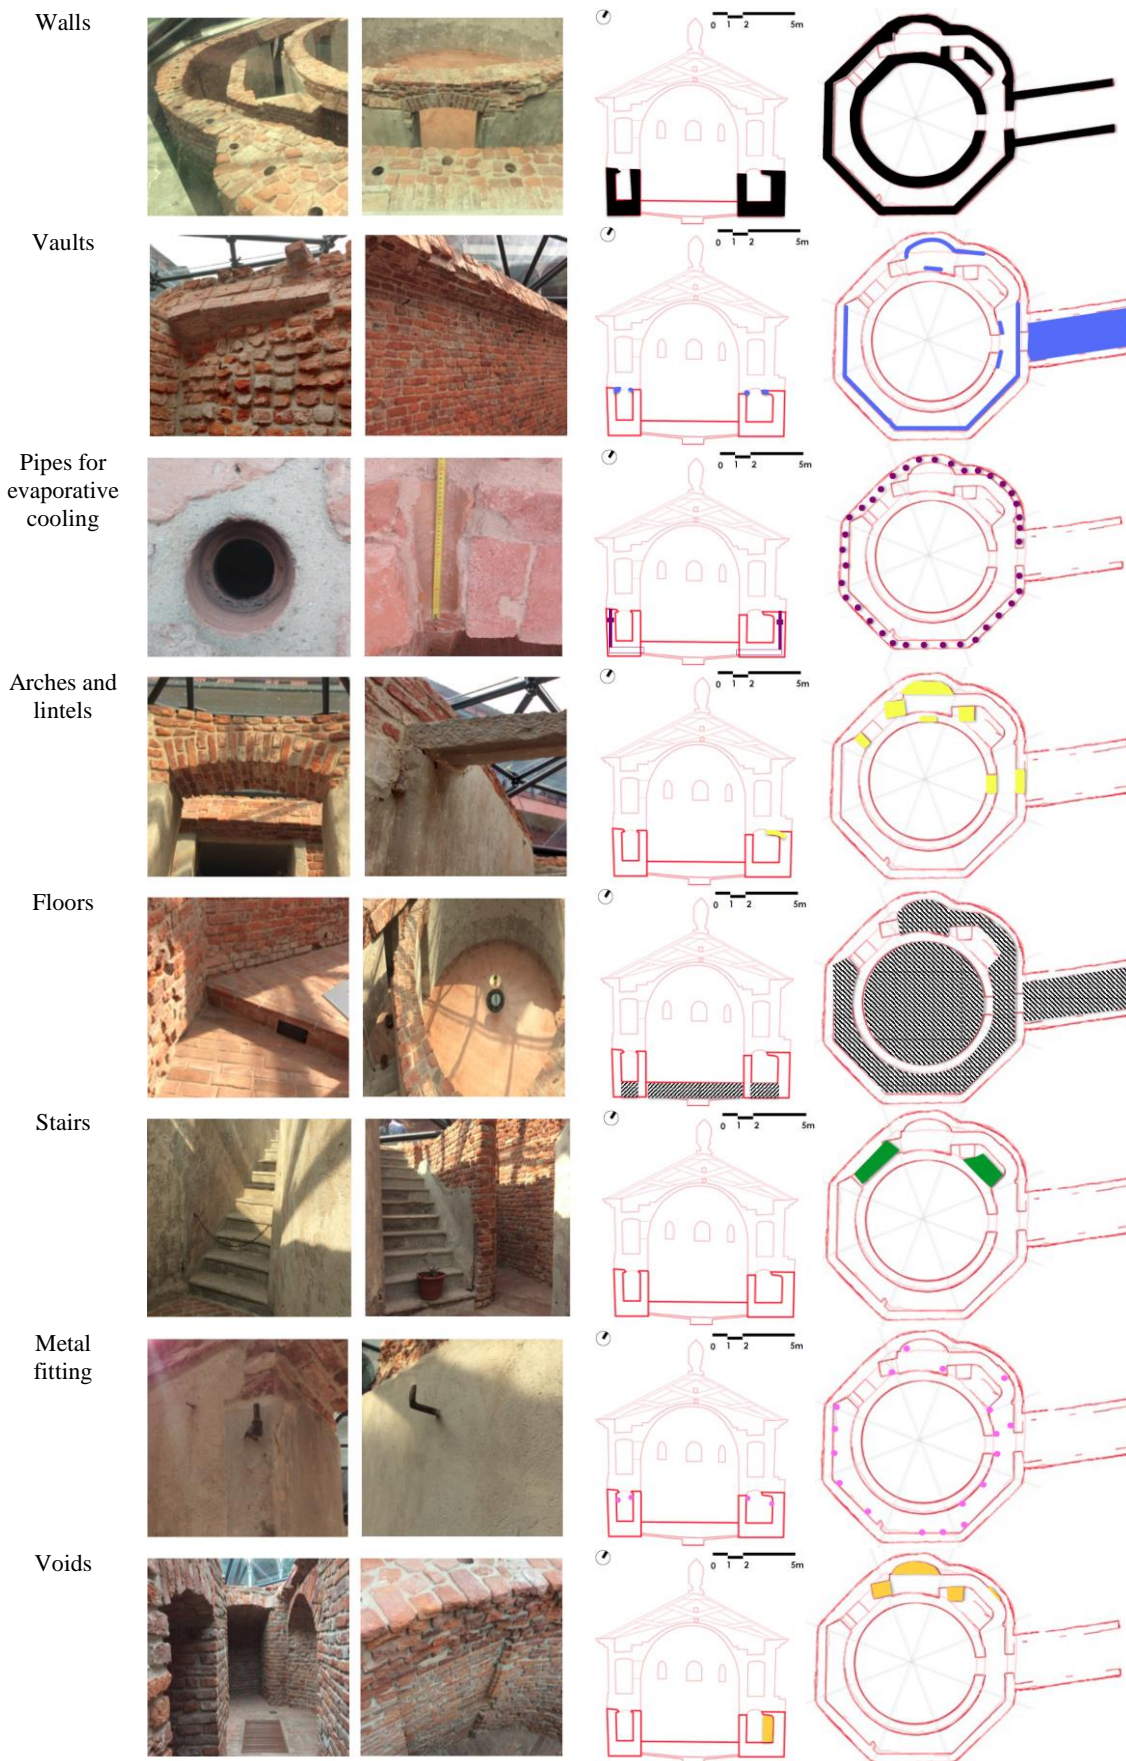 Walls
0 1 2 5m
Vaults
0 1 2 5m
Pipes for
evaporative
cooling
0 1 2 5m
Arches and
lintels
0 1 2 5m
Floors
0 1 2 5m
Stairs
0 1 2 5m
Metal
fitting
0 1 2 5m
Voids
0 1 2 5m